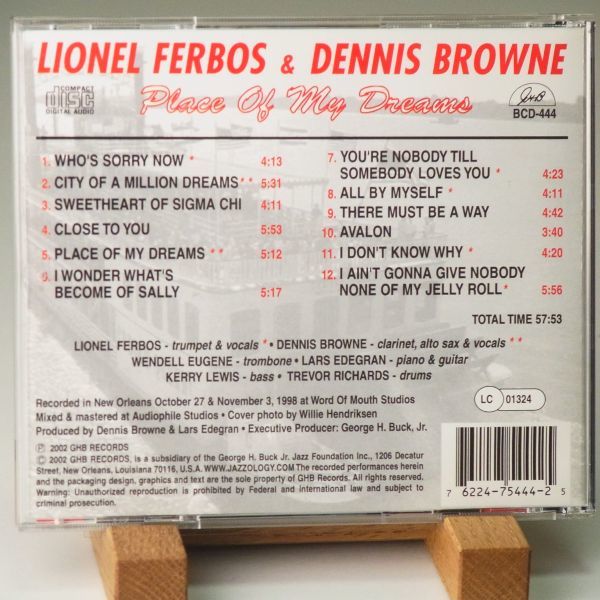 LIONEL FERBOS & DENNIS BROWNE
COMPACT
DISC
DIGITAL AUDIO
Place Of My Dreams
GHB
BCD-444
1. WHO'S SORRY NOW * 4:13
2. CITY OF A MILLION DREAMS ** 5:31
3. SWEETHEART OF SIGMA CHI 4:11
4. CLOSE TO YOU 5:53
5. PLACE OF MY DREAMS ** 5:12
6. I WONDER WHAT'S
BECOME OF SALLY 5:17
7. YOU'RE NOBODY TILL
SOMEBODY LOVES YOU * 4:23
8. ALL BY MYSELF * 4:11
9. THERE MUST BE A WAY 4:42
10. AVALON 3:40
11. I DON'T KNOW WHY * 4:20
12. I AIN'T GONNA GIVE NOBODY
NONE OF MY JELLY ROLL * 5:56
TOTAL TIME 57:53
LIONEL FERBOS - trumpet & vocals * • DENNIS BROWNE - clarinet, alto sax & vocals **
WENDELL EUGENE - trombone • LARS EDEGRAN - piano & guitar
KERRY LEWIS - bass • TREVOR RICHARDS - drums
Recorded in New Orleans October 27 & November 3, 1998 at Word Of Mouth Studios
Mixed & mastered at Audiophile Studios • Cover photo by Willie Hendriksen
Produced by Dennis Browne & Lars Edegran • Executive Producer: George H. Buck, Jr.
LC 01324
℗ 2002 GHB RECORDS
© 2002 GHB RECORDS, is a subsidiary of the George H. Buck Jr. Jazz Foundation Inc., 1206 Decatur
Street, New Orleans, Louisiana 70116, U.S.A. WWW.JAZZOLOGY.COM The recorded performances herein
and the packaging design, graphics and text are the sole property of GHB Records. All rights reserved.
Warning: Unauthorized reproduction is prohibited by Federal and international law and subject to
criminal prosecution.
7 62247-75444-2 5